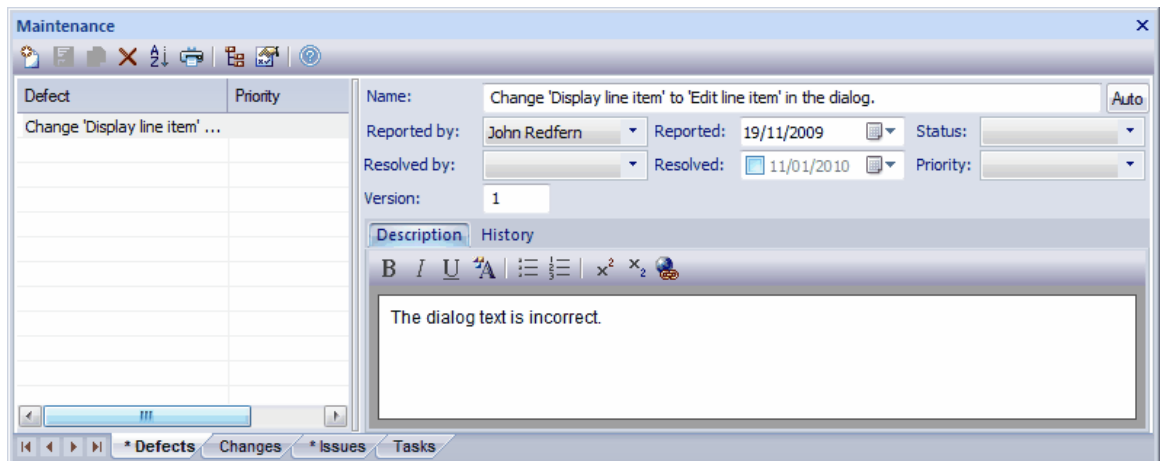 Maintenance
Defect Priority
Change 'Display line item' ...
Name: Change 'Display line item' to 'Edit line item' in the dialog. Auto
Reported by: John Redfern Reported: 19/11/2009 Status:
Resolved by: Resolved: 11/01/2010 Priority:
Version: 1
Description History
B I U A x² x₂
The dialog text is incorrect.
* Defects Changes * Issues Tasks